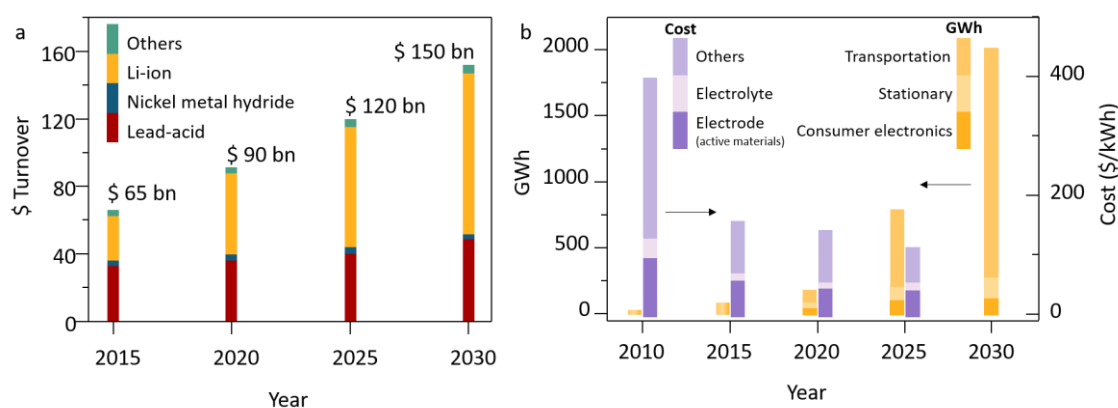 a
Others
Li-ion
Nickel metal hydride
Lead-acid
$ 65 bn
$ 90 bn
$ 120 bn
$ 150 bn
$ Turnover
160
120
80
40
0
2015 2020 2025 2030
Year
b
Cost
Others
Electrolyte
Electrode
(active materials)
GWh
Transportation
Stationary
Consumer electronics
GWh
2000
1500
1000
500
0
Cost ($/kWh)
400
200
0
2010 2015 2020 2025 2030
Year